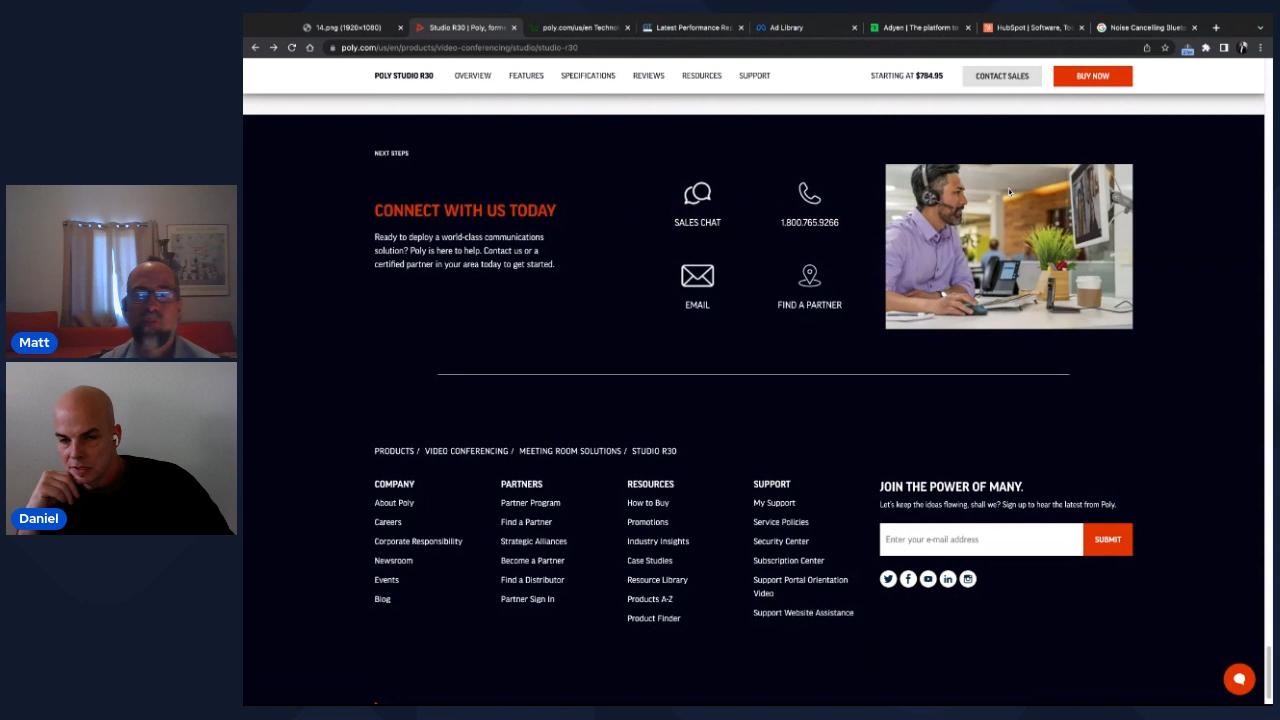 14.png (1920×1080)
Studio R30 | Poly, form
poly.com/us/en Technol
Latest Performance Re
Ad Library
Adyen | The platform to
HubSpot | Software, To
Noise Cancelling Blueto
poly.com/us/en/products/video-conferencing/studio/studio-r30
POLY STUDIO R30 OVERVIEW FEATURES SPECIFICATIONS REVIEWS RESOURCES SUPPORT STARTING AT $784.95 CONTACT SALES BUY NOW
NEXT STEPS
CONNECT WITH US TODAY
Ready to deploy a world-class communications
solution? Poly is here to help. Contact us or a
certified partner in your area today to get started.
SALES CHAT
1.800.765.9266
EMAIL
FIND A PARTNER
Matt
Daniel
PRODUCTS / VIDEO CONFERENCING / MEETING ROOM SOLUTIONS / STUDIO R30
COMPANY
About Poly
Careers
Corporate Responsibility
Newsroom
Events
Blog
PARTNERS
Partner Program
Find a Partner
Strategic Alliances
Become a Partner
Find a Distributor
Partner Sign In
RESOURCES
How to Buy
Promotions
Industry Insights
Case Studies
Resource Library
Products A-Z
Product Finder
SUPPORT
My Support
Service Policies
Security Center
Subscription Center
Support Portal Orientation
Video
Support Website Assistance
JOIN THE POWER OF MANY.
Let's keep the ideas flowing, shall we? Sign up to hear the latest from Poly.
Enter your e-mail address
SUBMIT